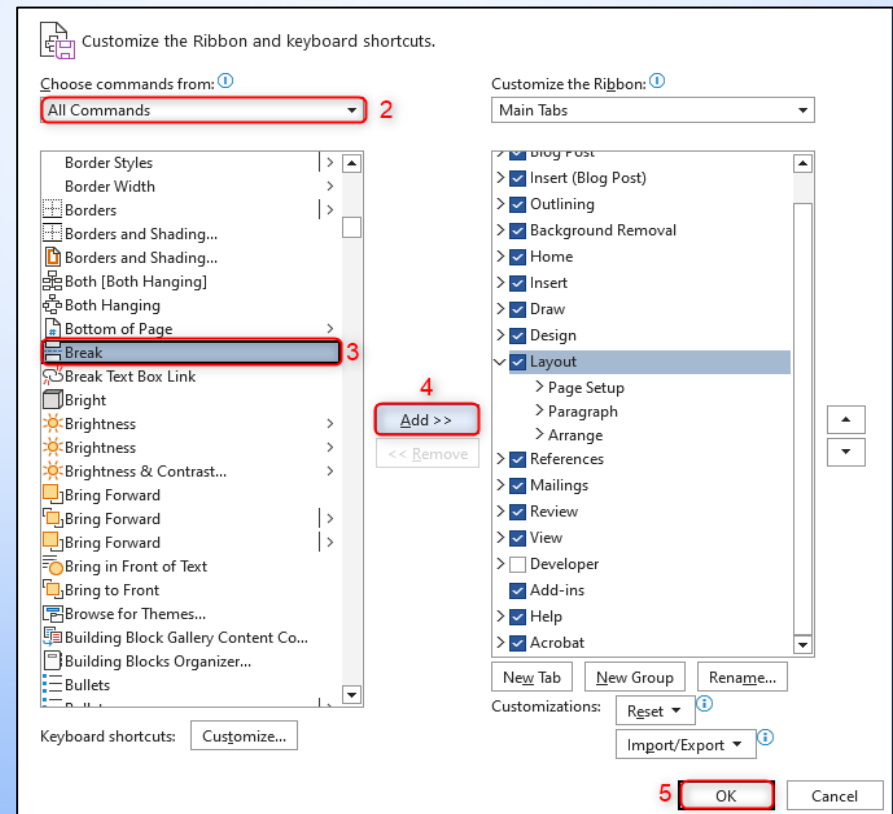 Customize the Ribbon and keyboard shortcuts.
Choose commands from:
All Commands
2
Border Styles
Border Width
Borders
Borders and Shading...
Borders and Shading...
Both [Both Hanging]
Both Hanging
Bottom of Page
Break
3
Break Text Box Link
Bright
Brightness
Brightness
Brightness & Contrast...
Bring Forward
Bring Forward
Bring Forward
Bring in Front of Text
Bring to Front
Browse for Themes...
Building Block Gallery Content Co...
Building Blocks Organizer...
Bullets
Keyboard shortcuts:
Customize...
4
Add >>
<< Remove
Customize the Ribbon:
Main Tabs
Blog Post
Insert (Blog Post)
Outlining
Background Removal
Home
Insert
Draw
Design
Layout
Page Setup
Paragraph
Arrange
References
Mailings
Review
View
Developer
Add-ins
Help
Acrobat
New Tab
New Group
Rename...
Customizations:
Reset
Import/Export
5
OK
Cancel